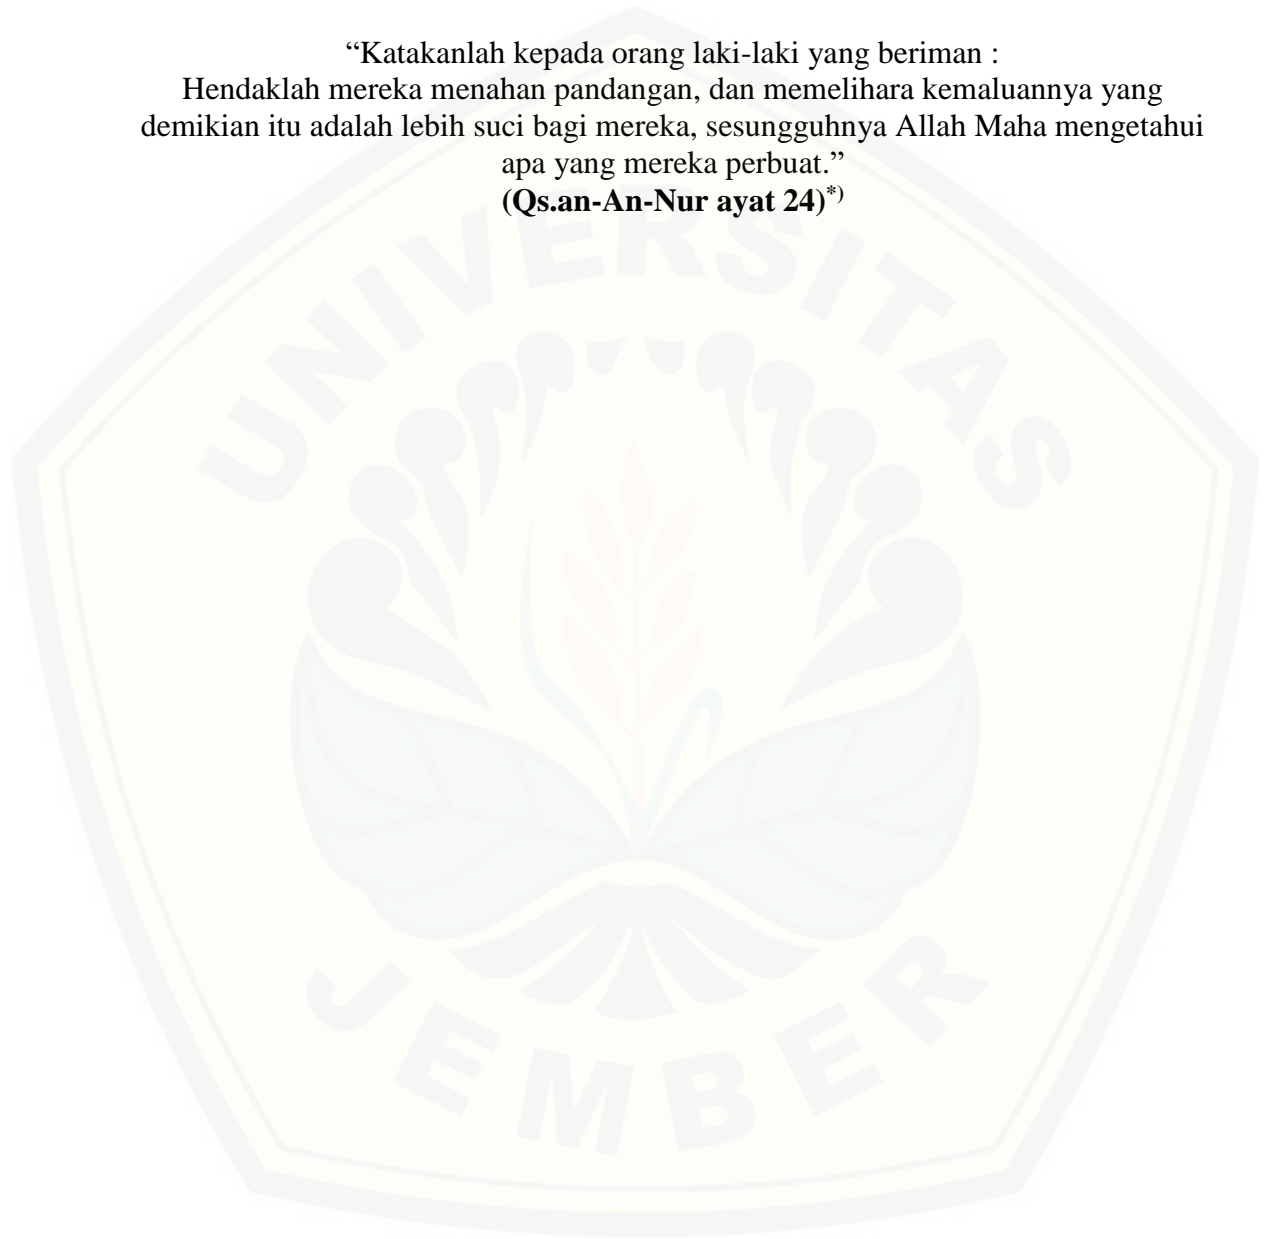 “Katakanlah kepada orang laki-laki yang beriman :
Hendaklah mereka menahan pandangan, dan memelihara kemaluannya yang
demikian itu adalah lebih suci bagi mereka, sesungguhnya Allah Maha mengetahui
apa yang mereka perbuat.”
(Qs.an-An-Nur ayat 24)*)
UNIVERSITAS
JEMBER